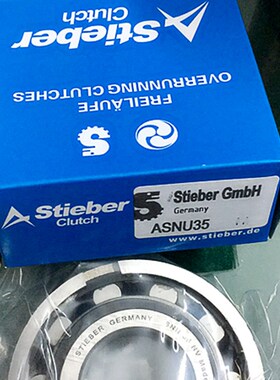 Stieber
Clutch
FREILÄUFE
OVERRUNNING CLUTCHES
Stieber
Clutch
Stieber GmbH
Germany
ASNU35
www.stieber.de
STIEBER GERMANY